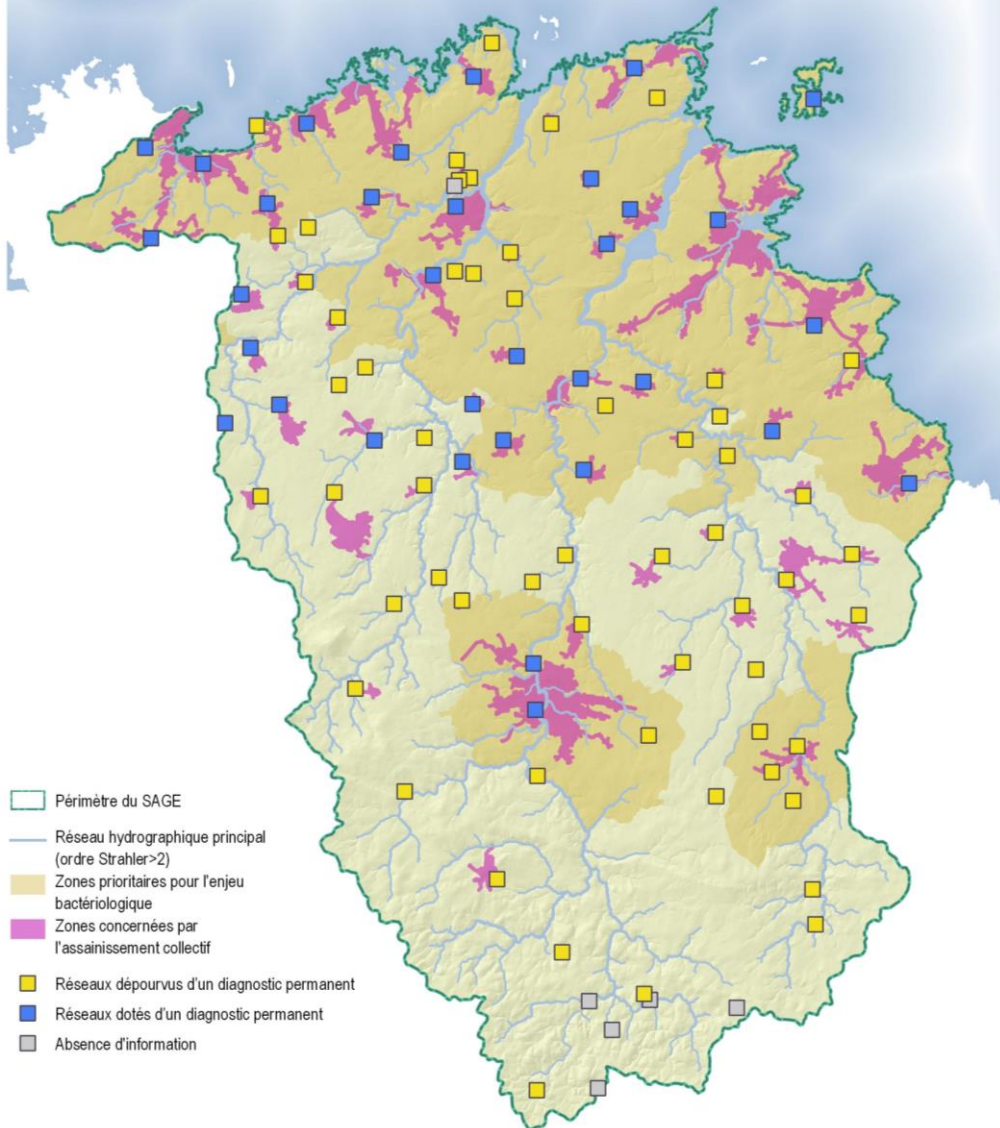 Périmètre du SAGE
Réseau hydrographique principal
(ordre Strahler>2)
Zones prioritaires pour l'enjeu
bactériologique
Zones concernées par
l'assainissement collectif
Réseaux dépourvus d'un diagnostic permanent
Réseaux dotés d'un diagnostic permanent
Absence d'information